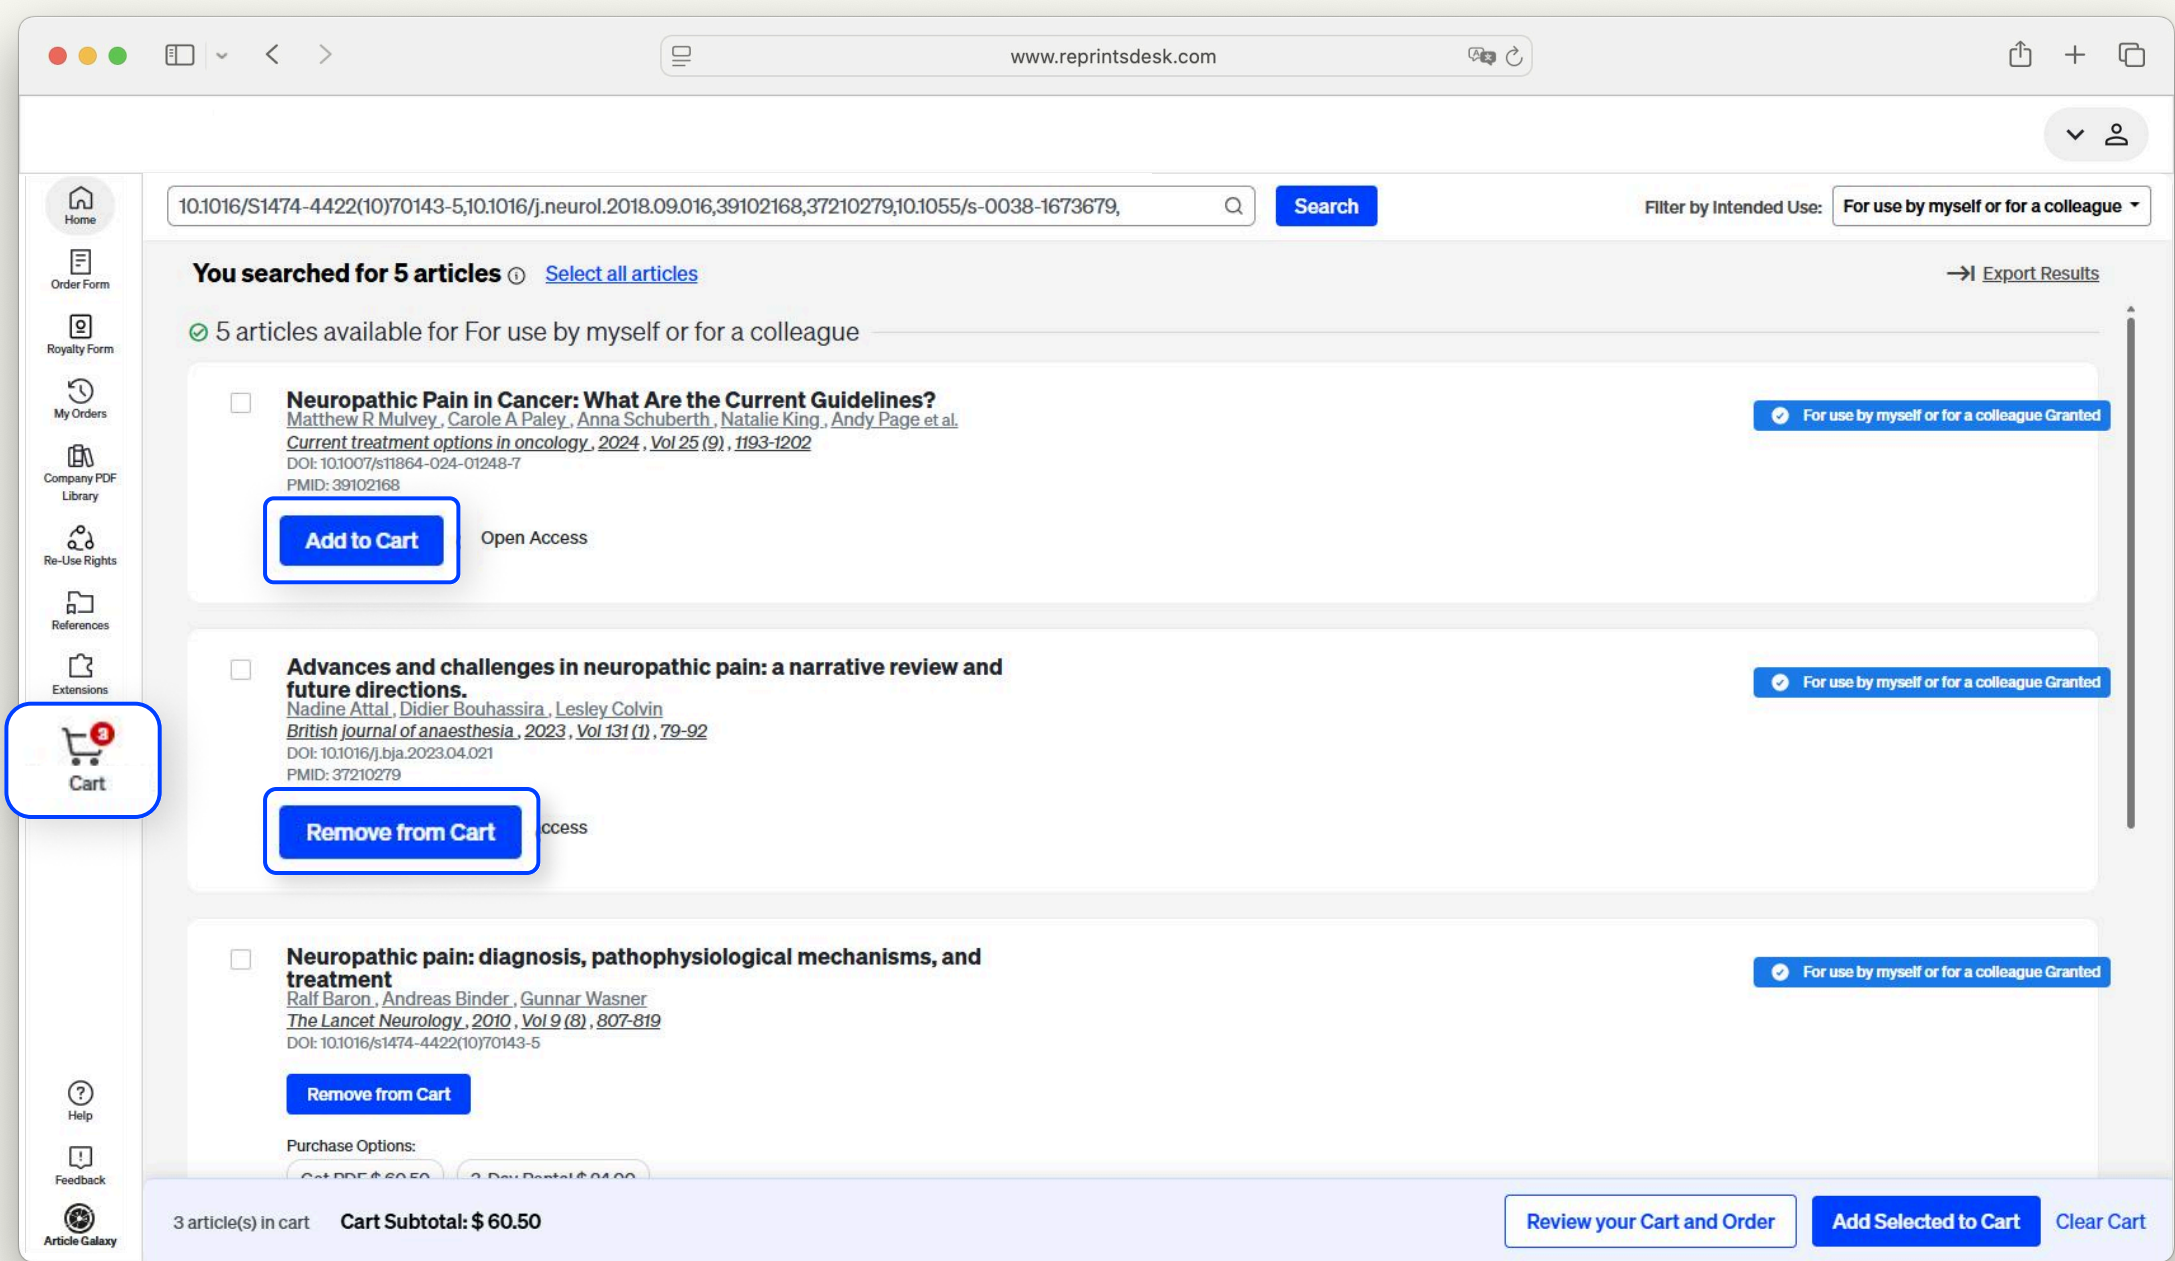 www.reprintsdesk.com
Home
Order Form
Royalty Form
My Orders
Company PDF
Library
Re-Use Rights
References
Extensions
3
Cart
Help
Feedback
Article Galaxy
10.1016/S1474-4422(10)70143-5,10.1016/j.neurol.2018.09.016,39102168,37210279,10.1055/s-0038-1673679,
Search
Filter by Intended Use:
For use by myself or for a colleague
You searched for 5 articles
Select all articles
Export Results
5 articles available for For use by myself or for a colleague
Neuropathic Pain in Cancer: What Are the Current Guidelines?
Matthew R Mulvey , Carole A Paley , Anna Schuberth , Natalie King , Andy Page et al.
Current treatment options in oncology , 2024 , Vol 25 (9) , 1193-1202
DOI: 10.1007/s11864-024-01248-7
PMID: 39102168
For use by myself or for a colleague Granted
Add to Cart
Open Access
Advances and challenges in neuropathic pain: a narrative review and
future directions.
Nadine Attal , Didier Bouhassira , Lesley Colvin
British journal of anaesthesia , 2023 , Vol 131 (1) , 79-92
DOI: 10.1016/j.bja.2023.04.021
PMID: 37210279
For use by myself or for a colleague Granted
Remove from Cart
ccess
Neuropathic pain: diagnosis, pathophysiological mechanisms, and
treatment
Ralf Baron , Andreas Binder , Gunnar Wasner
The Lancet Neurology , 2010 , Vol 9 (8) , 807-819
DOI: 10.1016/s1474-4422(10)70143-5
For use by myself or for a colleague Granted
Remove from Cart
Purchase Options:
Get PDF $ 60.50
3 article(s) in cart
Cart Subtotal: $ 60.50
Review your Cart and Order
Add Selected to Cart
Clear Cart